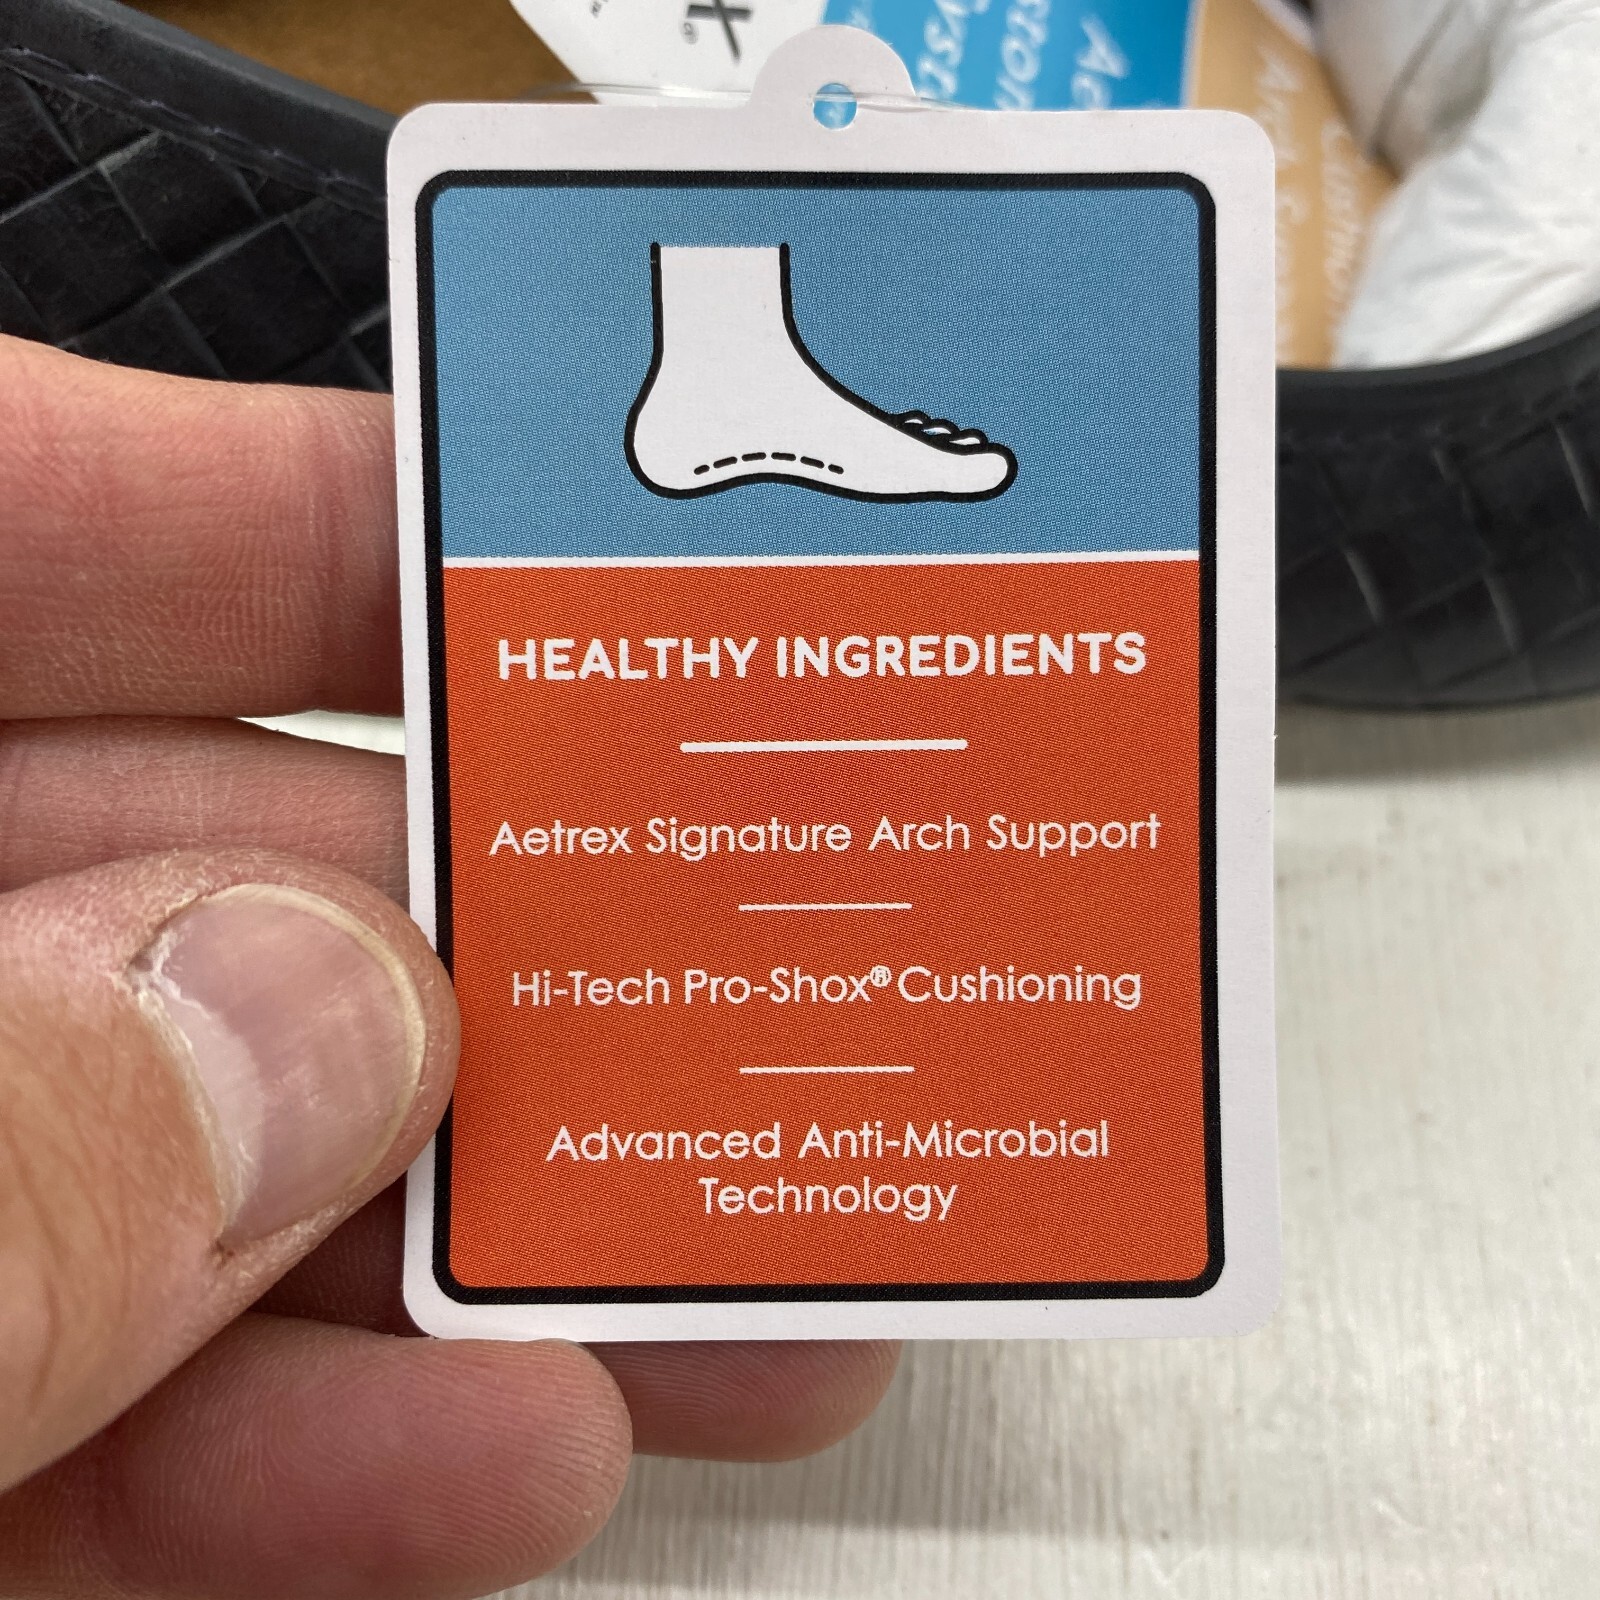 HEALTHY INGREDIENTS
Aetrex Signature Arch Support
Hi-Tech Pro-Shox® Cushioning
Advanced Anti-Microbial
Technology